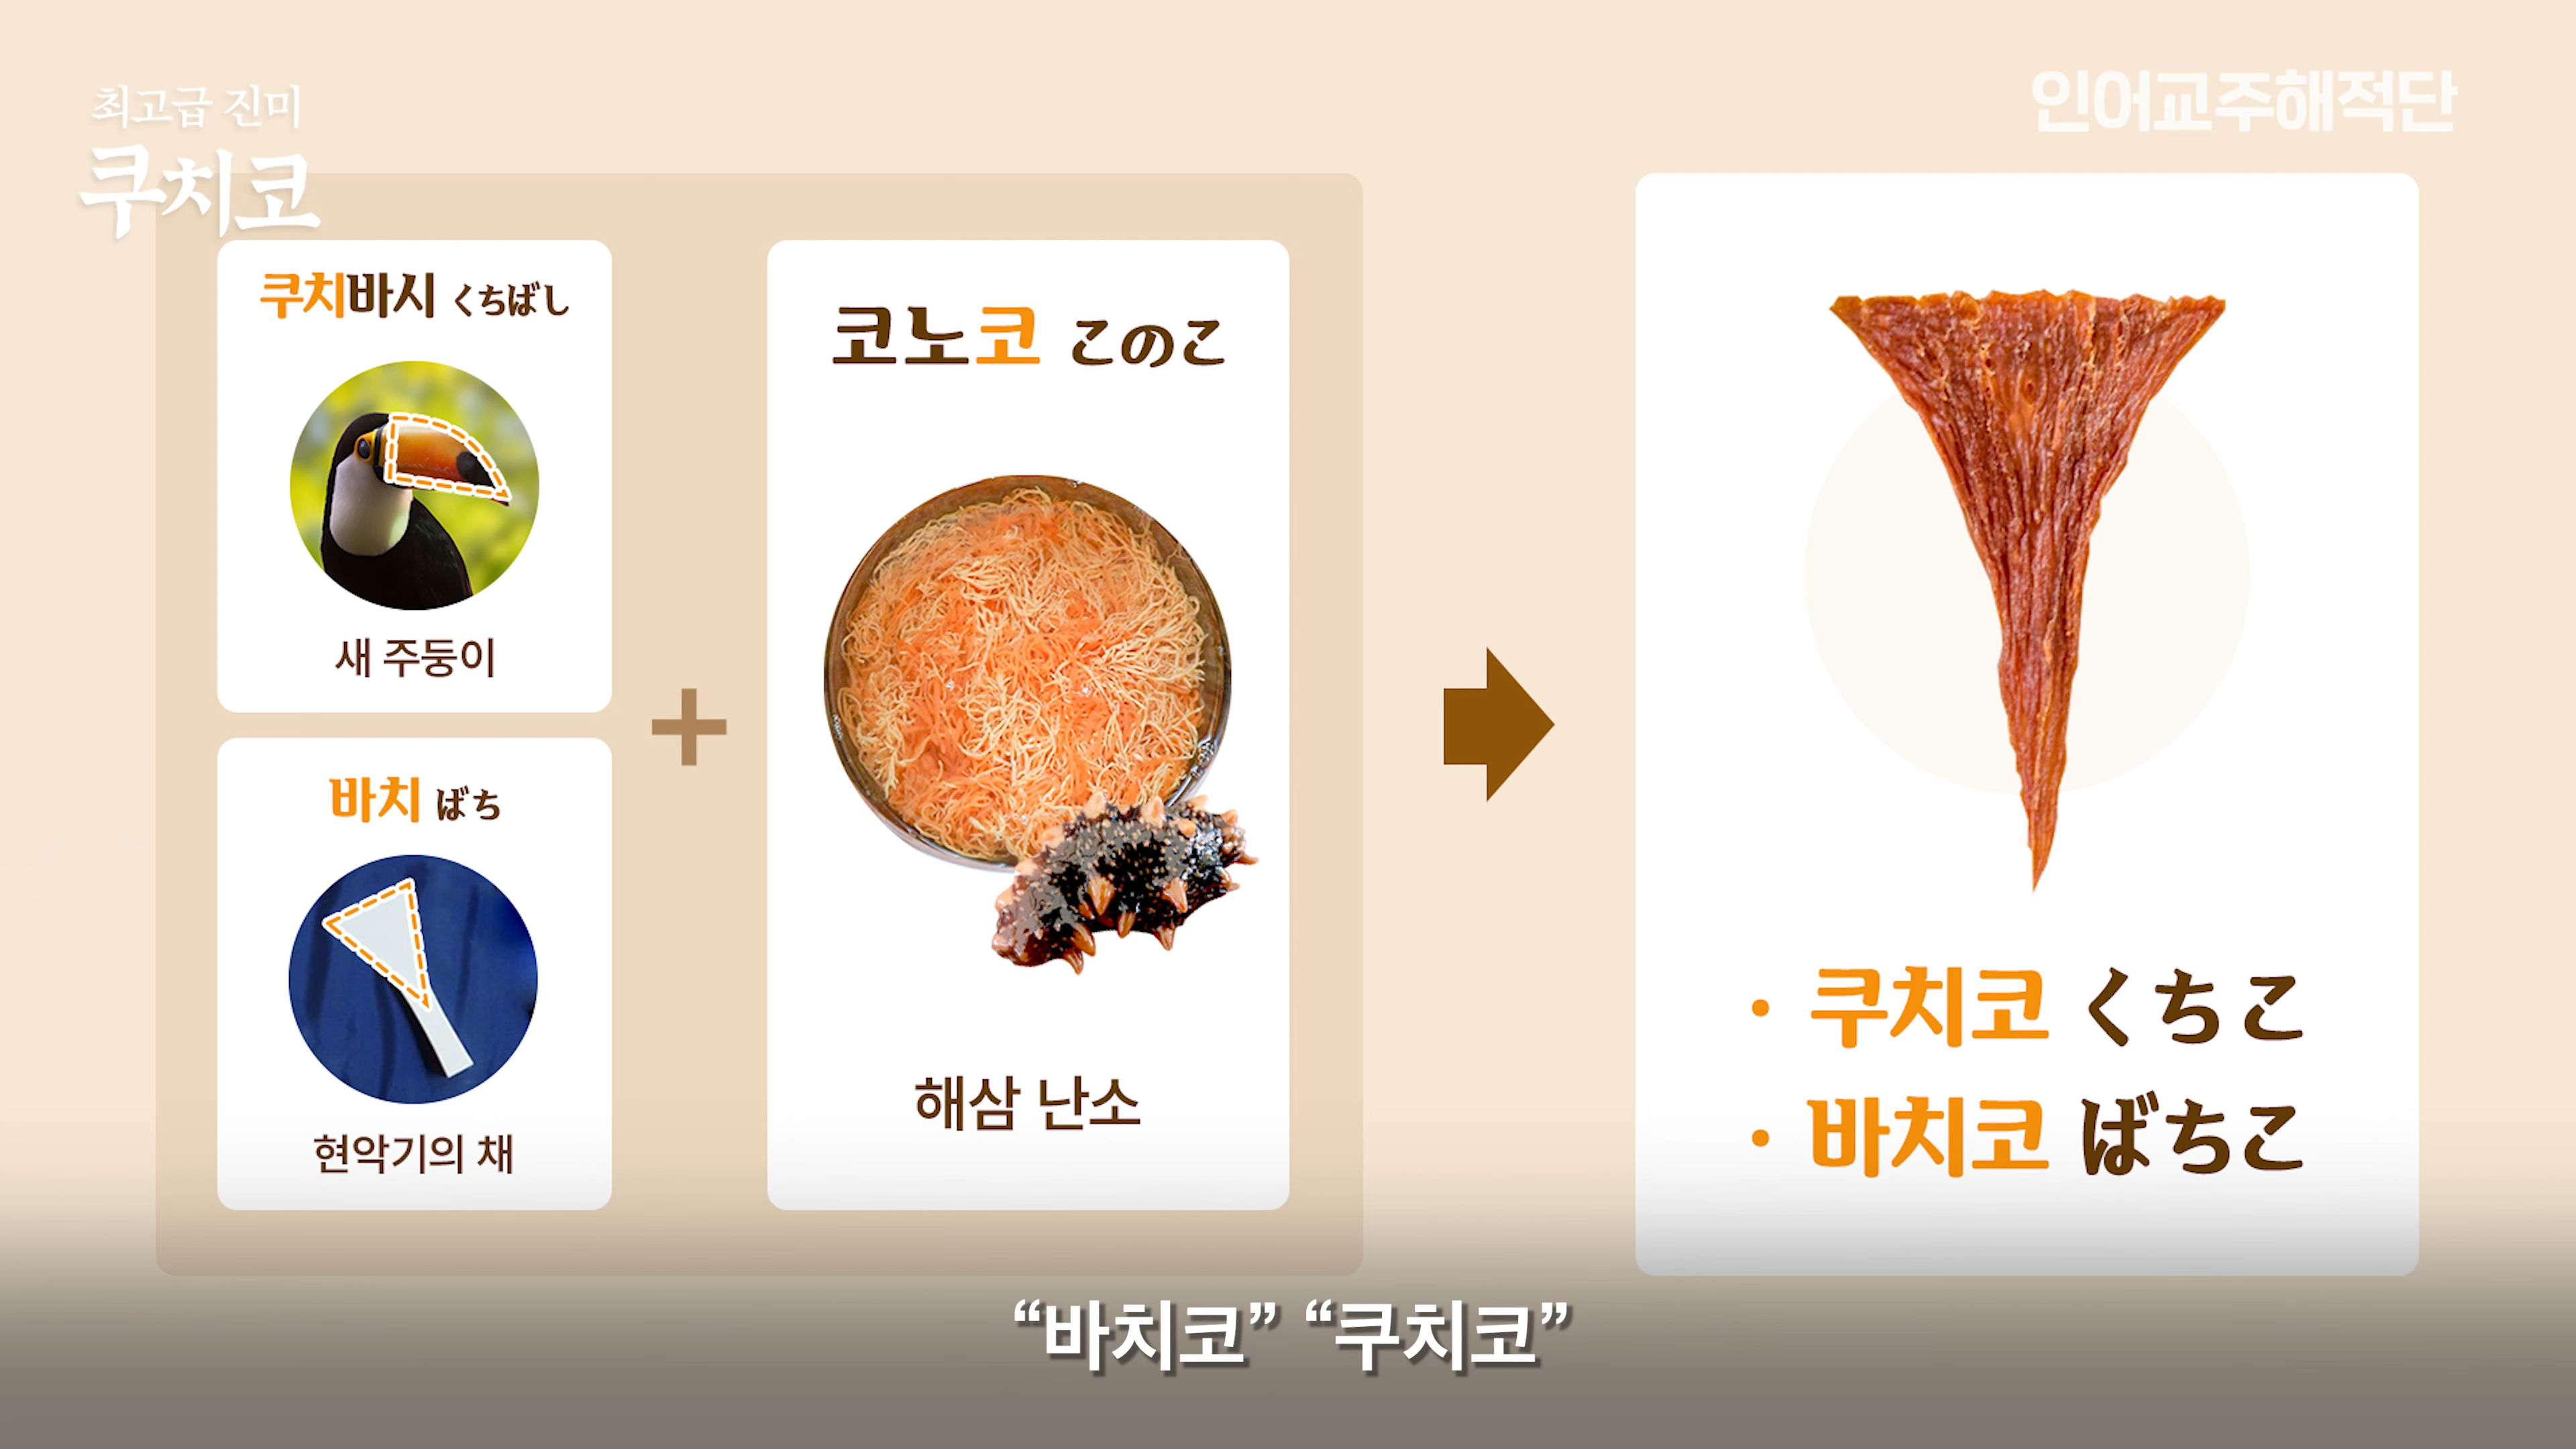 최고급 진미
쿠치코
인어교주해적단
쿠치바시 くちばし
새 주둥이
바치 ばち
현악기의 채
코노코 このこ
해삼 난소
• 쿠치코 くちこ
• 바치코 ばちこ
“바치코” “쿠치코”